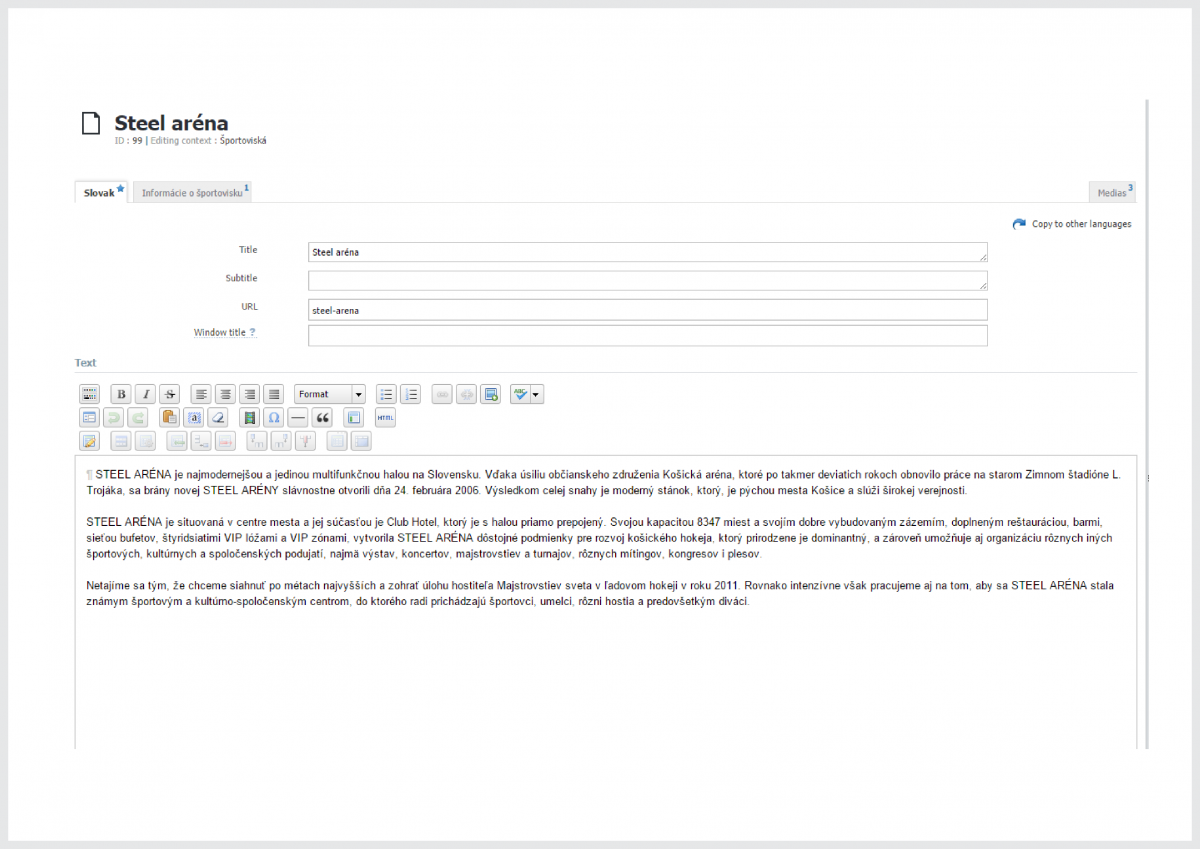 Steel aréna
ID : 99 | Editing context : Športoviská
Slovak
Informácie o športovisku 1
Medias 3
Copy to other languages
Title
Steel aréna
Subtitle
URL
steel-arena
Window title ?
Text
B I S Format ABC
HTML
¶ STEEL ARÉNA je najmodernejšou a jedinou multifunkčnou halou na Slovensku. Vďaka úsiliu občianskeho združenia Košická aréna, ktoré po takmer deviatich rokoch obnovilo práce na starom Zimnom štadióne L.
Trojáka, sa brány novej STEEL ARÉNY slávnostne otvorili dňa 24. februára 2006. Výsledkom celej snahy je moderný stánok, ktorý, je pýchou mesta Košice a slúži širokej verejnosti.
STEEL ARÉNA je situovaná v centre mesta a jej súčasťou je Club Hotel, ktorý je s halou priamo prepojený. Svojou kapacitou 8347 miest a svojím dobre vybudovaným zázemím, doplneným reštauráciou, barmi,
sieťou bufetov, štyridsiatimi VIP lóžami a VIP zónami, vytvorila STEEL ARÉNA dôstojné podmienky pre rozvoj košického hokeja, ktorý prirodzene je dominantný, a zároveň umožňuje aj organizáciu rôznych iných
športových, kultúrnych a spoločenských podujatí, najmä výstav, koncertov, majstrovstiev a turnajov, rôznych mítingov, kongresov i plesov.
Netajíme sa tým, že chceme siahnuť po métach najvyšších a zohrať úlohu hostiteľa Majstrovstiev sveta v ľadovom hokeji v roku 2011. Rovnako intenzívne však pracujeme aj na tom, aby sa STEEL ARÉNA stala
známym športovým a kultúrno-spoločenským centrom, do ktorého radi prichádzajú športovci, umelci, rôzni hostia a predovšetkým diváci.